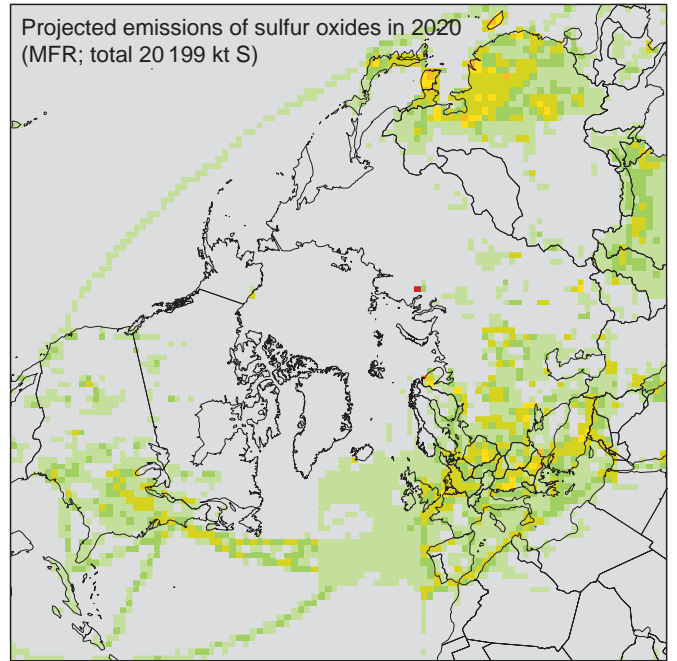 Projected emissions of sulfur oxides in 2020
(MFR; total 20 199 kt S)